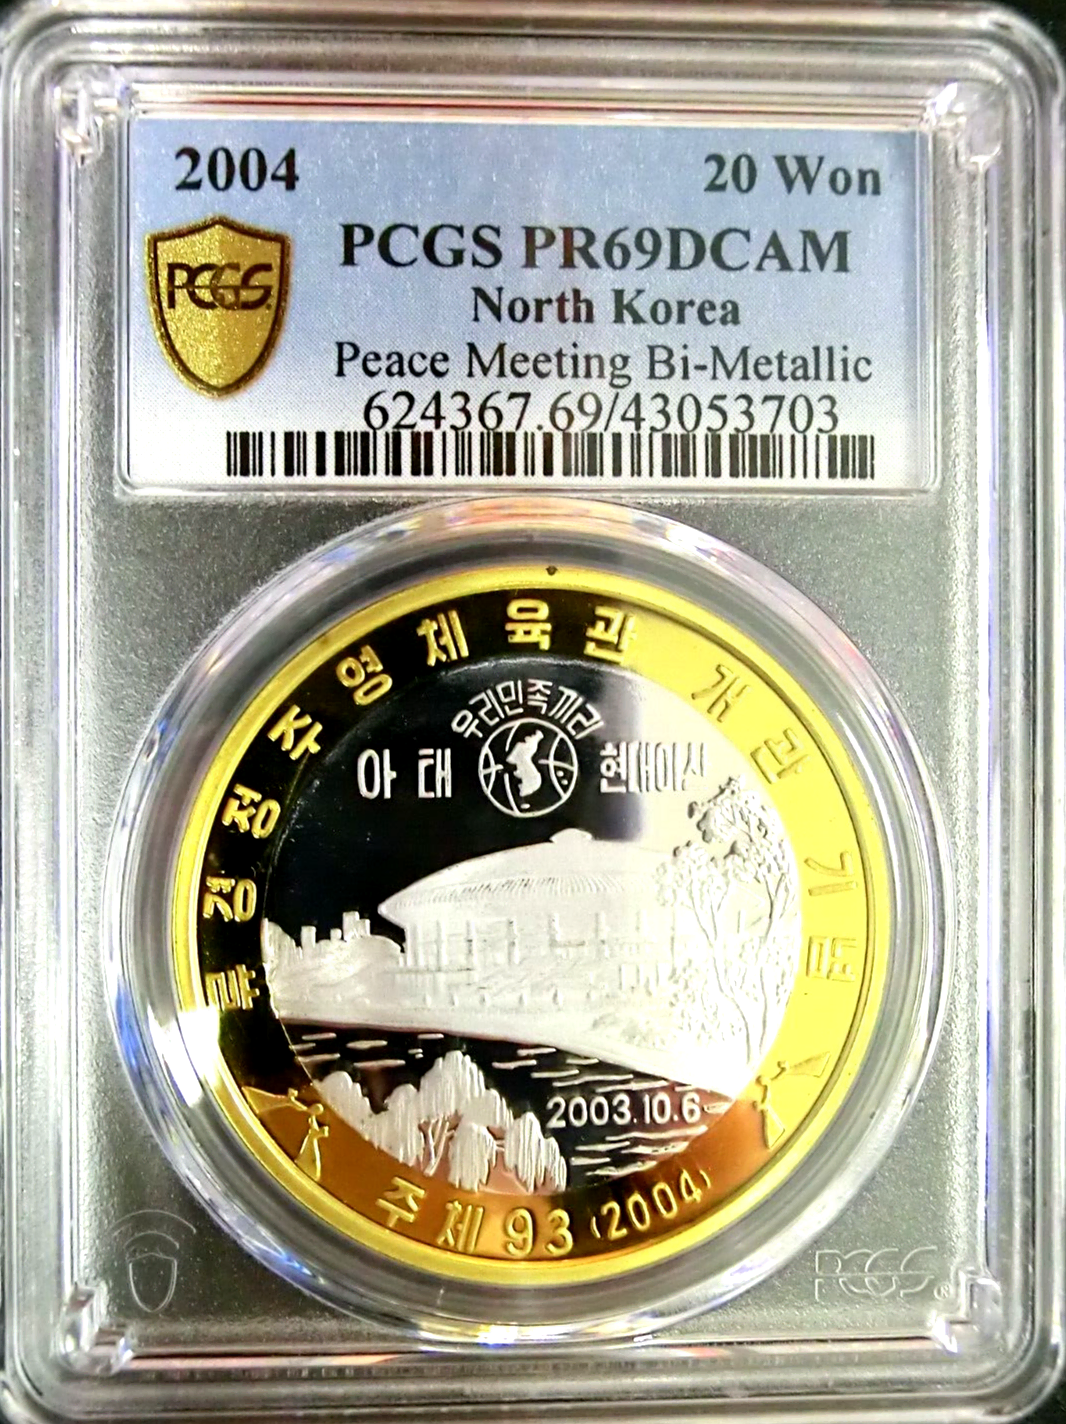 2004
20 Won
PCGS
PCGS PR69DCAM
North Korea
Peace Meeting Bi-Metallic
624367.69/43053703
류경정주영체육관 개관 기념
우리민족끼리
아태
현대아산
2003.10.6
주체93 (2004)
PCGS